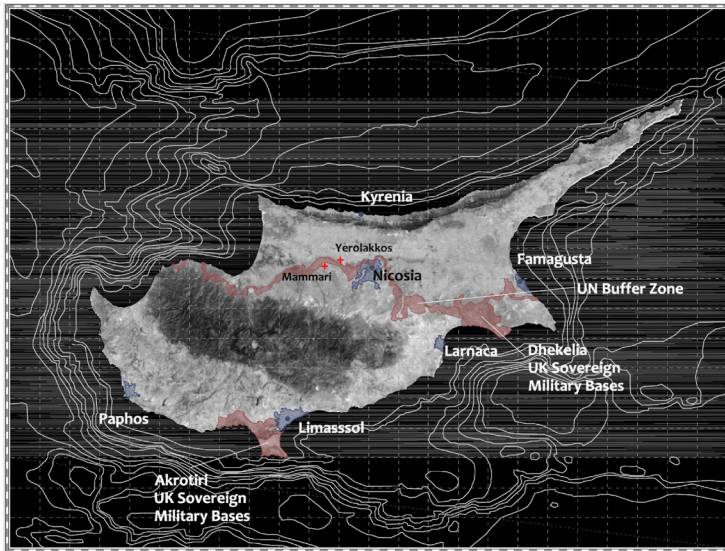 Kyrenia
Yerolakkos
Mammari
Nicosia
Famagusta
UN Buffer Zone
Larnaca
Dhekelia
UK Sovereign
Military Bases
Paphos
Limasssol
Akrotiri
UK Sovereign
Military Bases